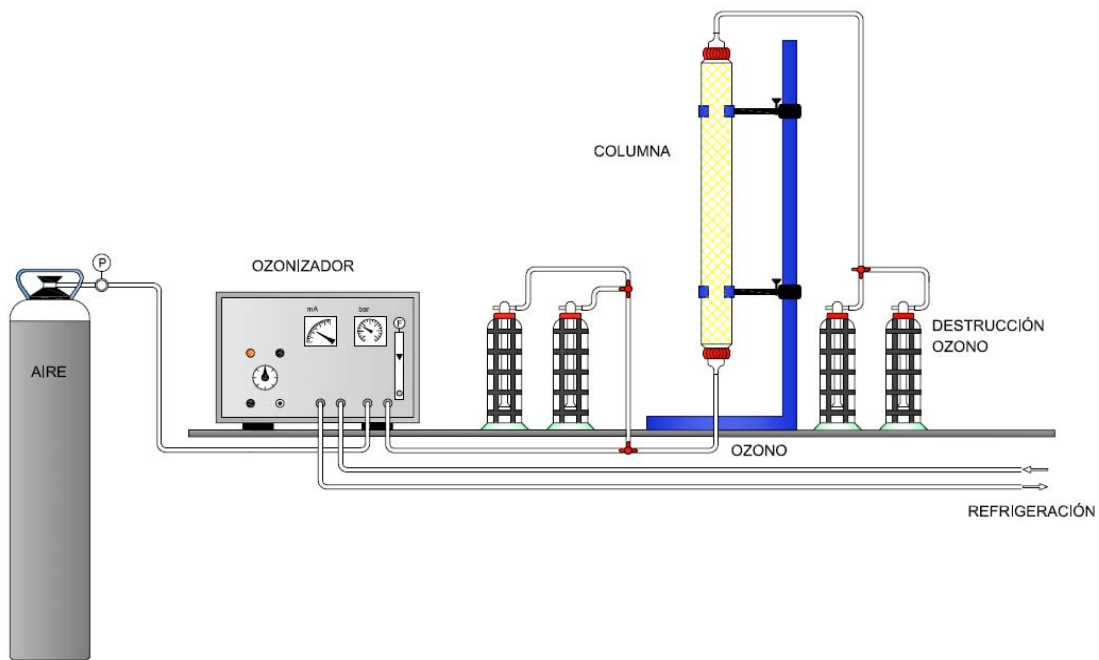 COLUMNA
P
OZONIZADOR
mA
bar
F
AIRE
DESTRUCCIÓN
OZONO
OZONO
REFRIGERACIÓN